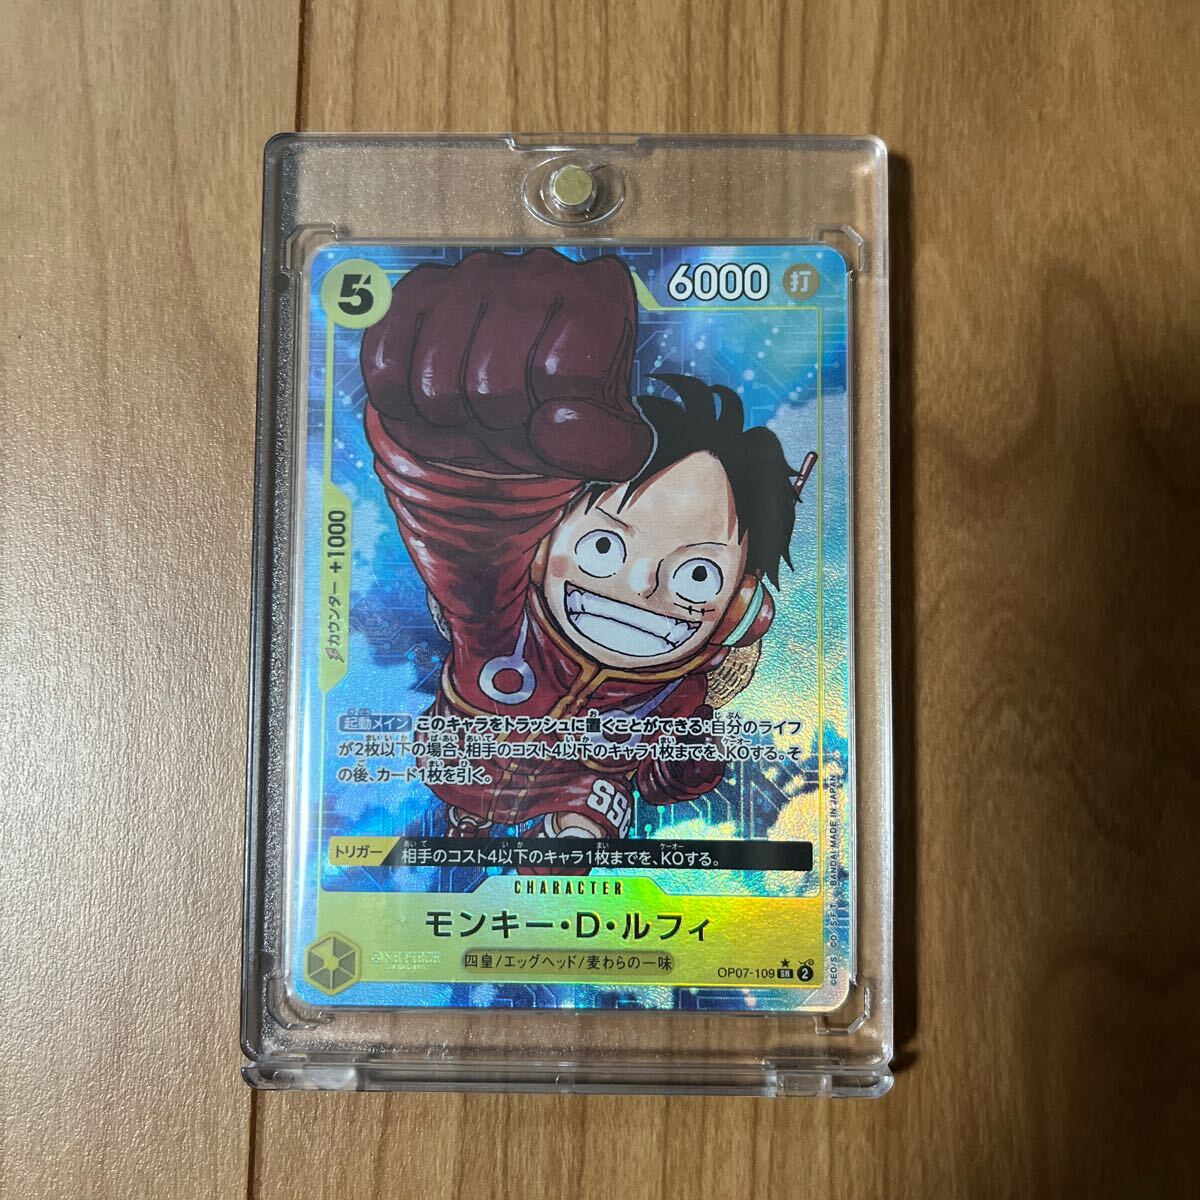 5
6000
打
カウンター +1000
起動メイン このキャラをトラッシュに置くことができる:自分のライフ
が2枚以下の場合、相手のコスト4以下のキャラ1枚までを、KOする。そ
の後、カード1枚を引く。
SSG
トリガー 相手のコスト4以下のキャラ1枚までを、KOする。
CHARACTER
モンキー・D・ルフィ
四皇/エッグヘッド/麦わらの一味
ONE PIECE
OP07-109 SR ★ 2
©EO/S. CO/S.F.T. BANDAI MADE IN JAPAN